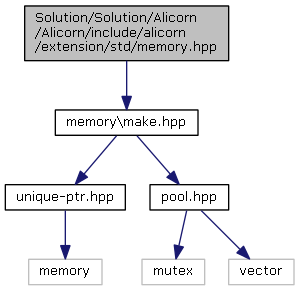 Solution/Solution/Alicorn
/Alicorn/include/alicorn
/extension/std/memory.hpp
memory\make.hpp
unique-ptr.hpp
pool.hpp
memory
mutex
vector